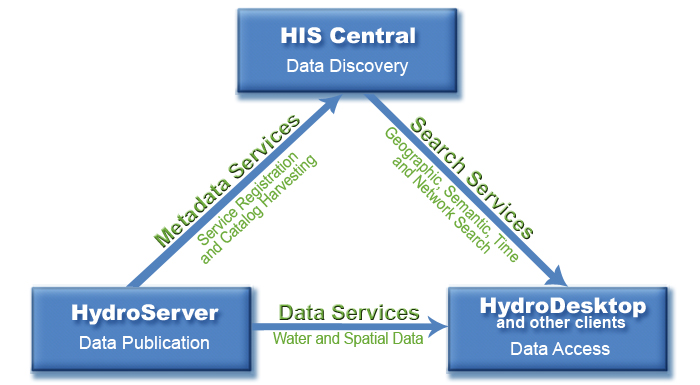 HIS Central
Data Discovery
Metadata Services
Service Registration
and Catalog Harvesting
Search Services
Geographic, Semantic, Time
and Network Search
HydroServer
Data Publication
Data Services
Water and Spatial Data
HydroDesktop
and other clients
Data Access